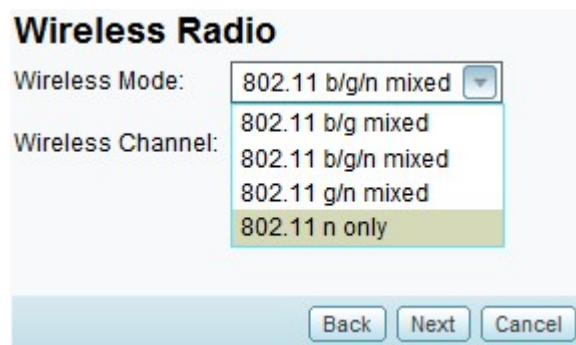 Wireless Radio
Wireless Mode: 802.11 b/g/n mixed
802.11 b/g mixed
Wireless Channel:
802.11 b/g/n mixed
802.11 g/n mixed
802.11 n only
Back Next Cancel